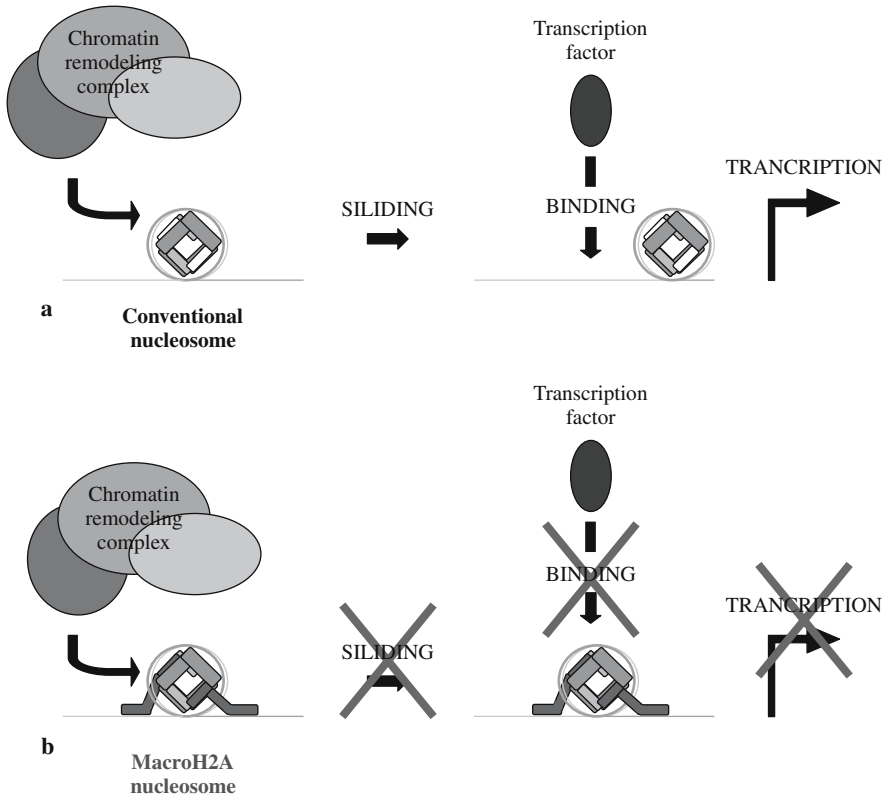 Chromatin
remodeling
complex
Transcription
factor
SILIDING
BINDING
TRANCRIPTION
a
Conventional
nucleosome
Transcription
factor
Chromatin
remodeling
complex
BINDING
SILIDING
TRANCRIPTION
b
MacroH2A
nucleosome